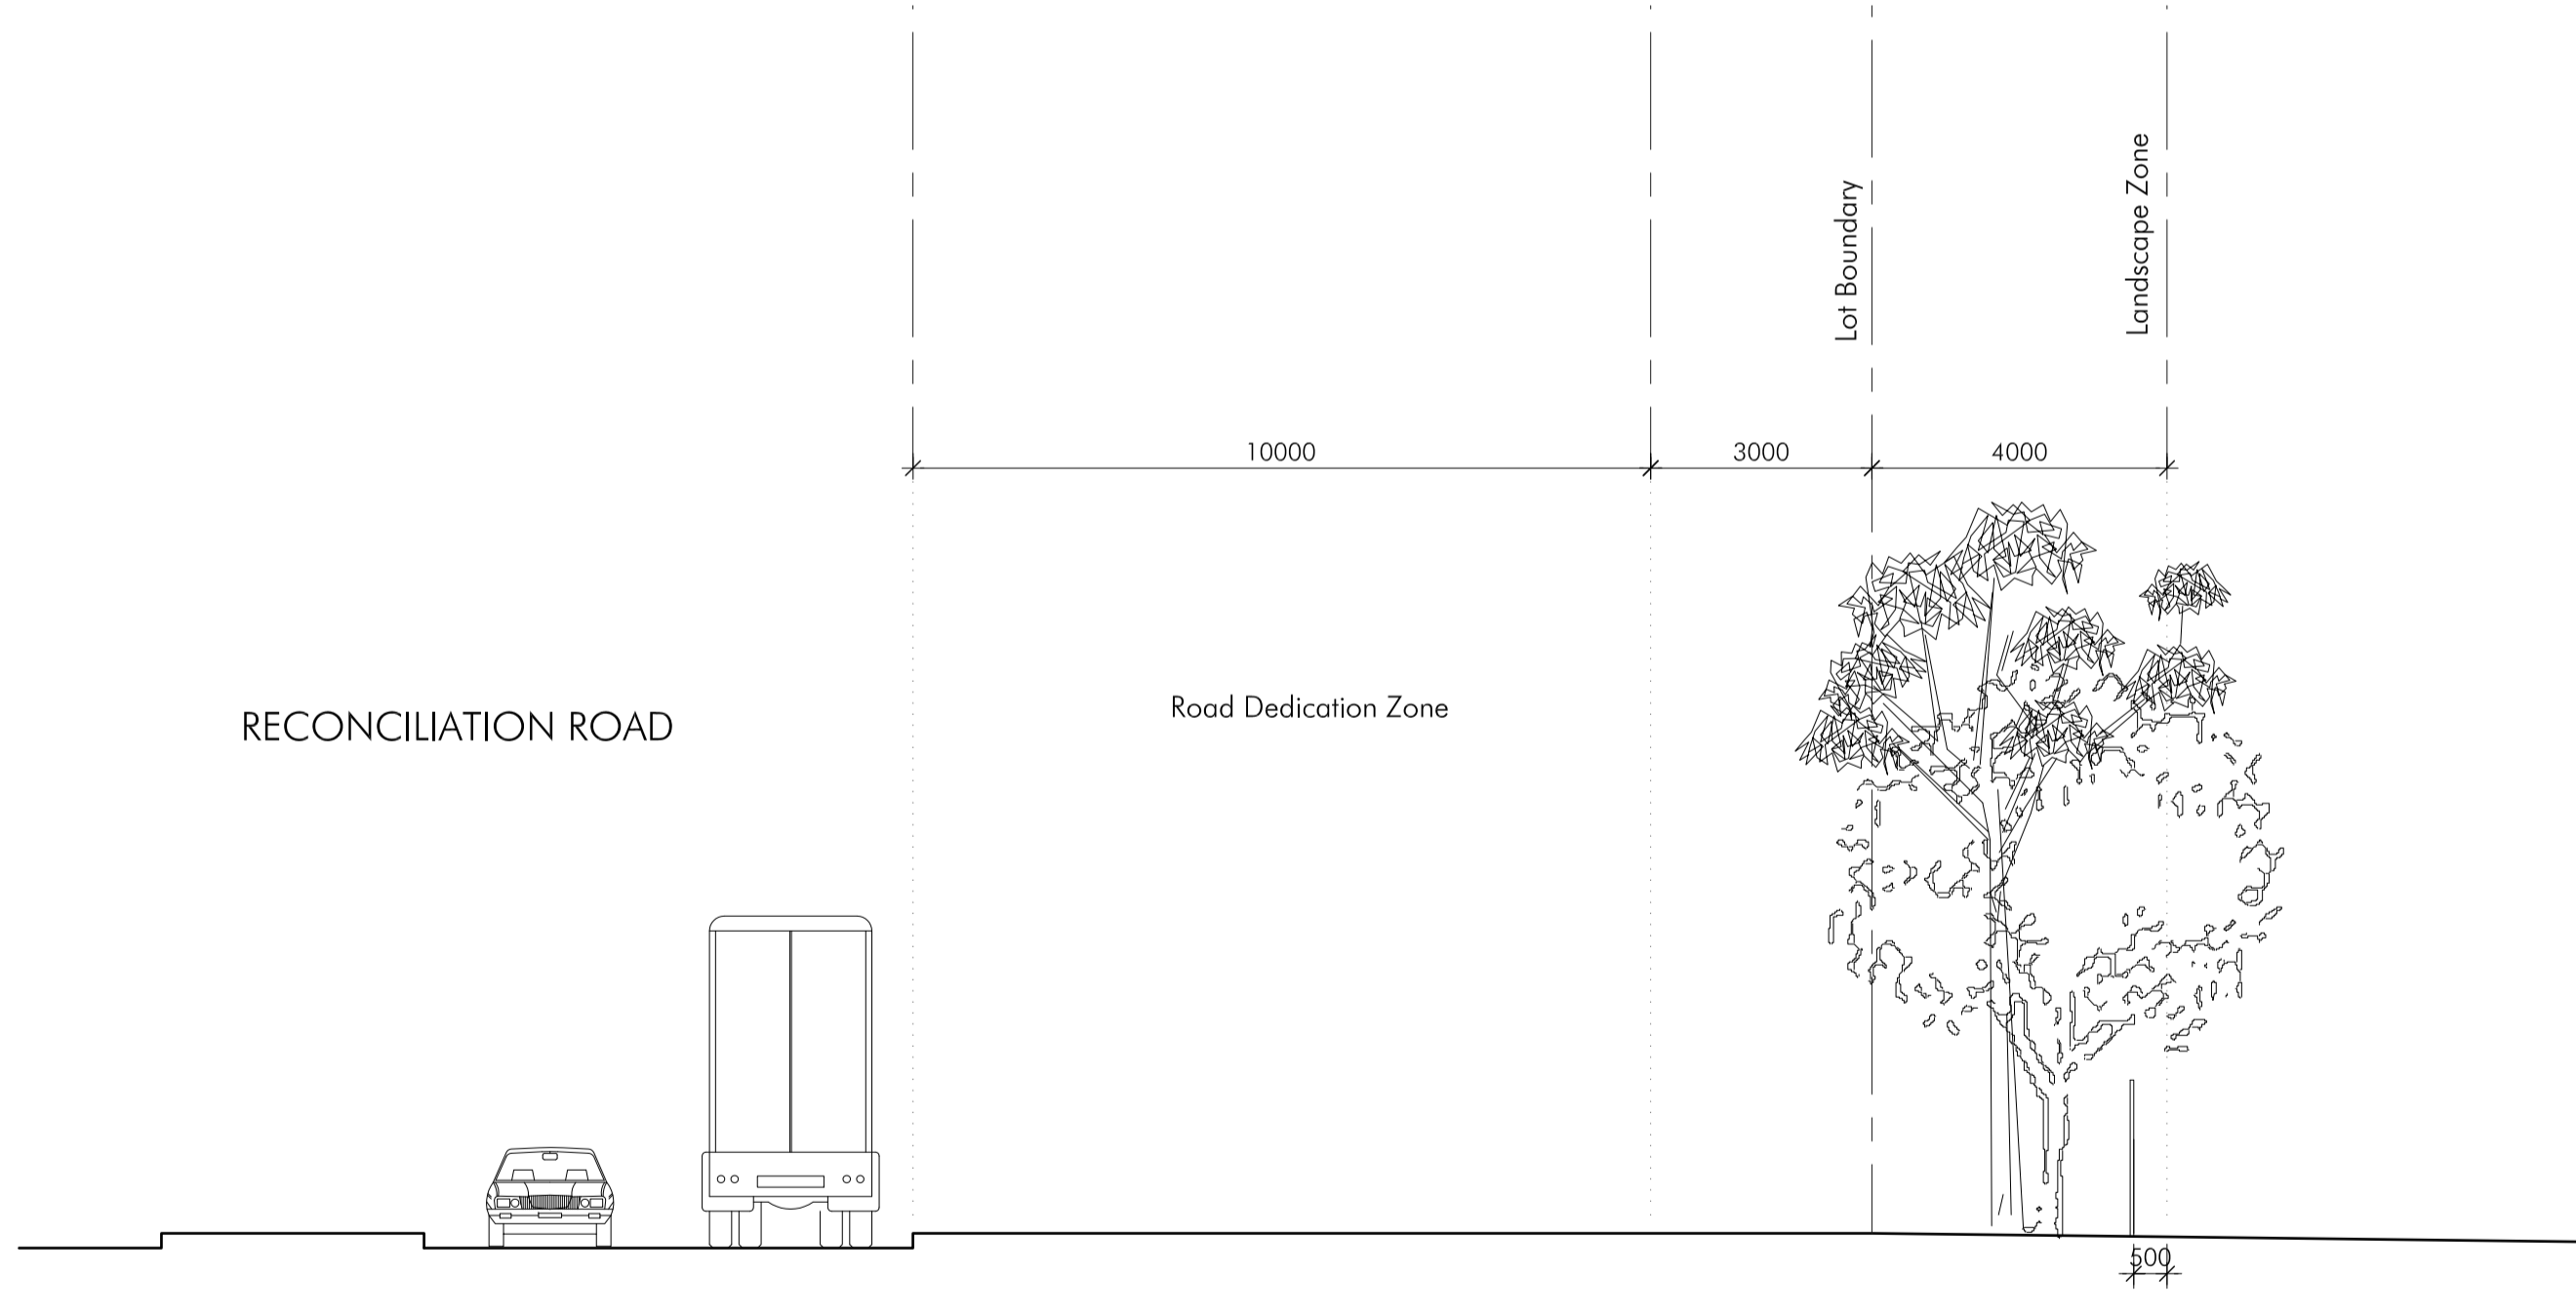 Lot Boundary
Landscape Zone
10000
3000
4000
RECONCILIATION ROAD
Road Dedication Zone
500